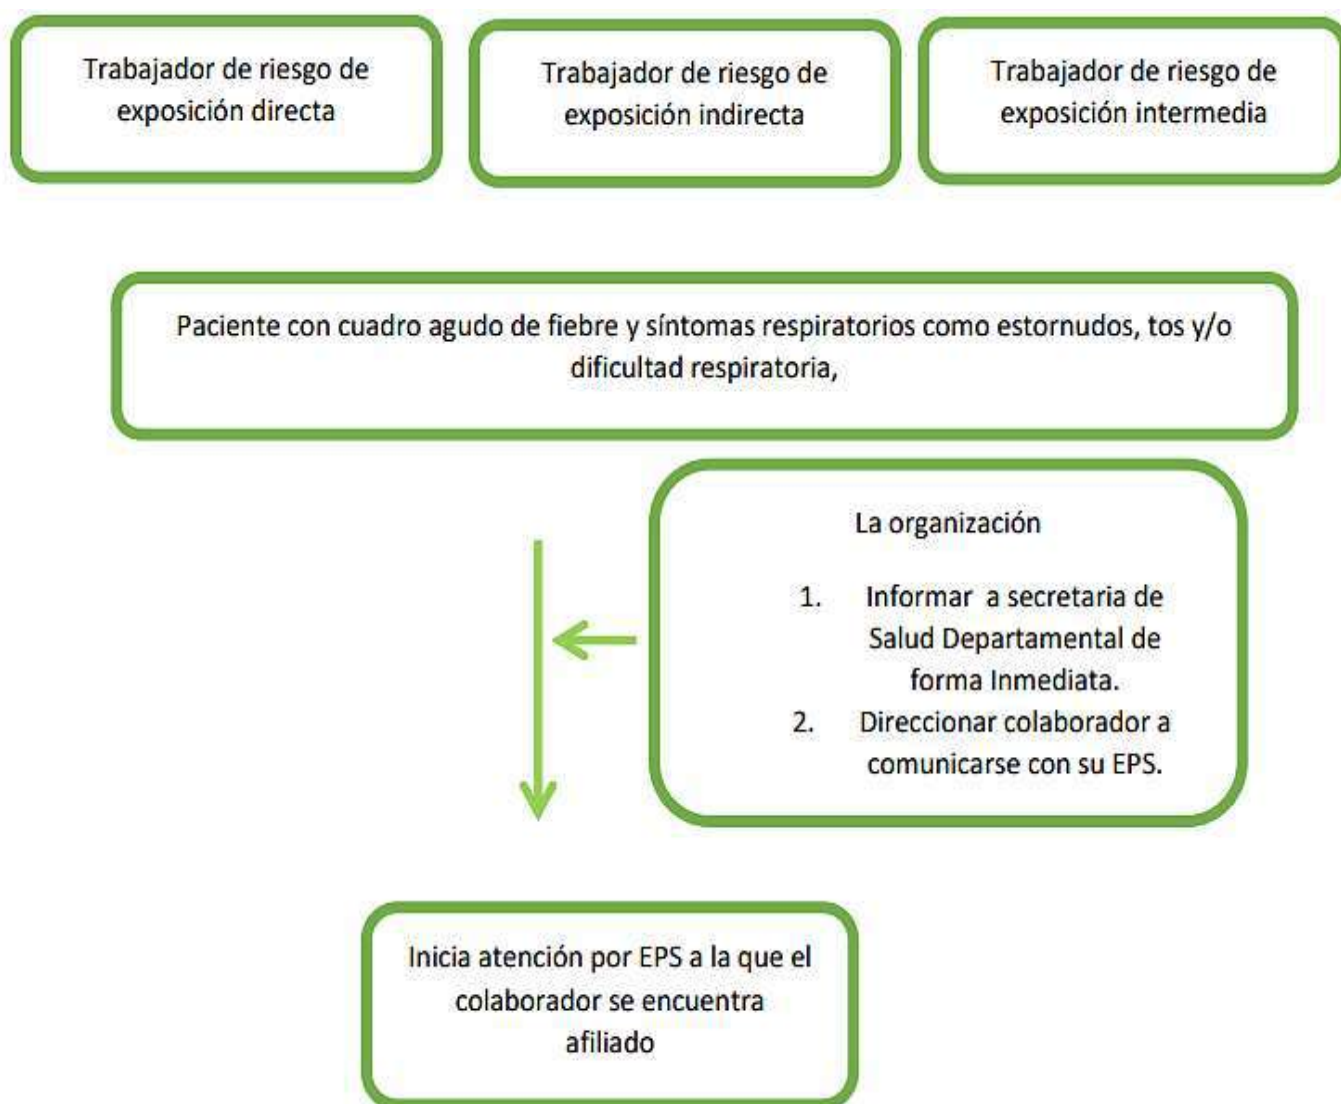 Trabajador de riesgo de
exposición directa
Trabajador de riesgo de
exposición indirecta
Trabajador de riesgo de
exposición intermedia
Paciente con cuadro agudo de fiebre y síntomas respiratorios como estornudos, tos y/o
dificultad respiratoria,
La organización
1. Informar a secretaria de
Salud Departamental de
forma Inmediata.
2. Direccionar colaborador a
comunicarse con su EPS.
Inicia atención por EPS a la que el
colaborador se encuentra
afiliado